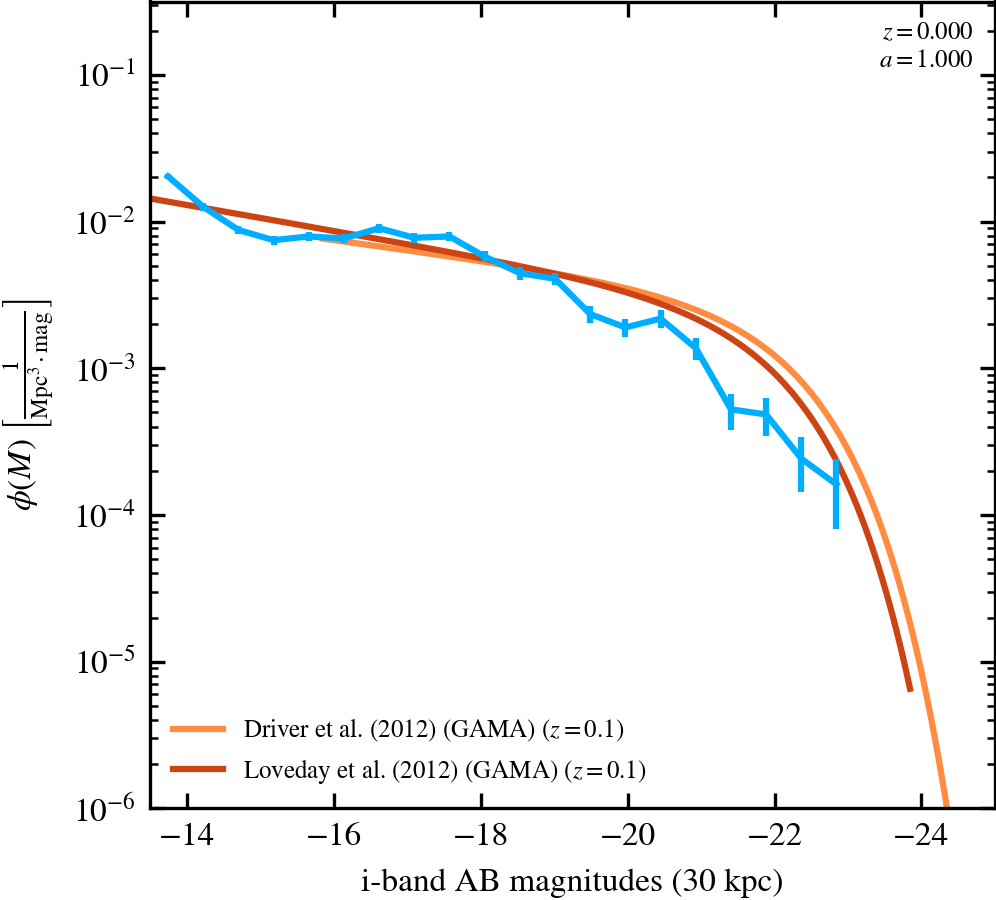 z = 0.000
a = 1.000
10⁻¹
10⁻²
10⁻³
10⁻⁴
10⁻⁵
10⁻⁶
ϕ(M) [1 / Mpc³ · mag]
Driver et al. (2012) (GAMA) (z = 0.1)
Loveday et al. (2012) (GAMA) (z = 0.1)
−14 −16 −18 −20 −22 −24
i-band AB magnitudes (30 kpc)